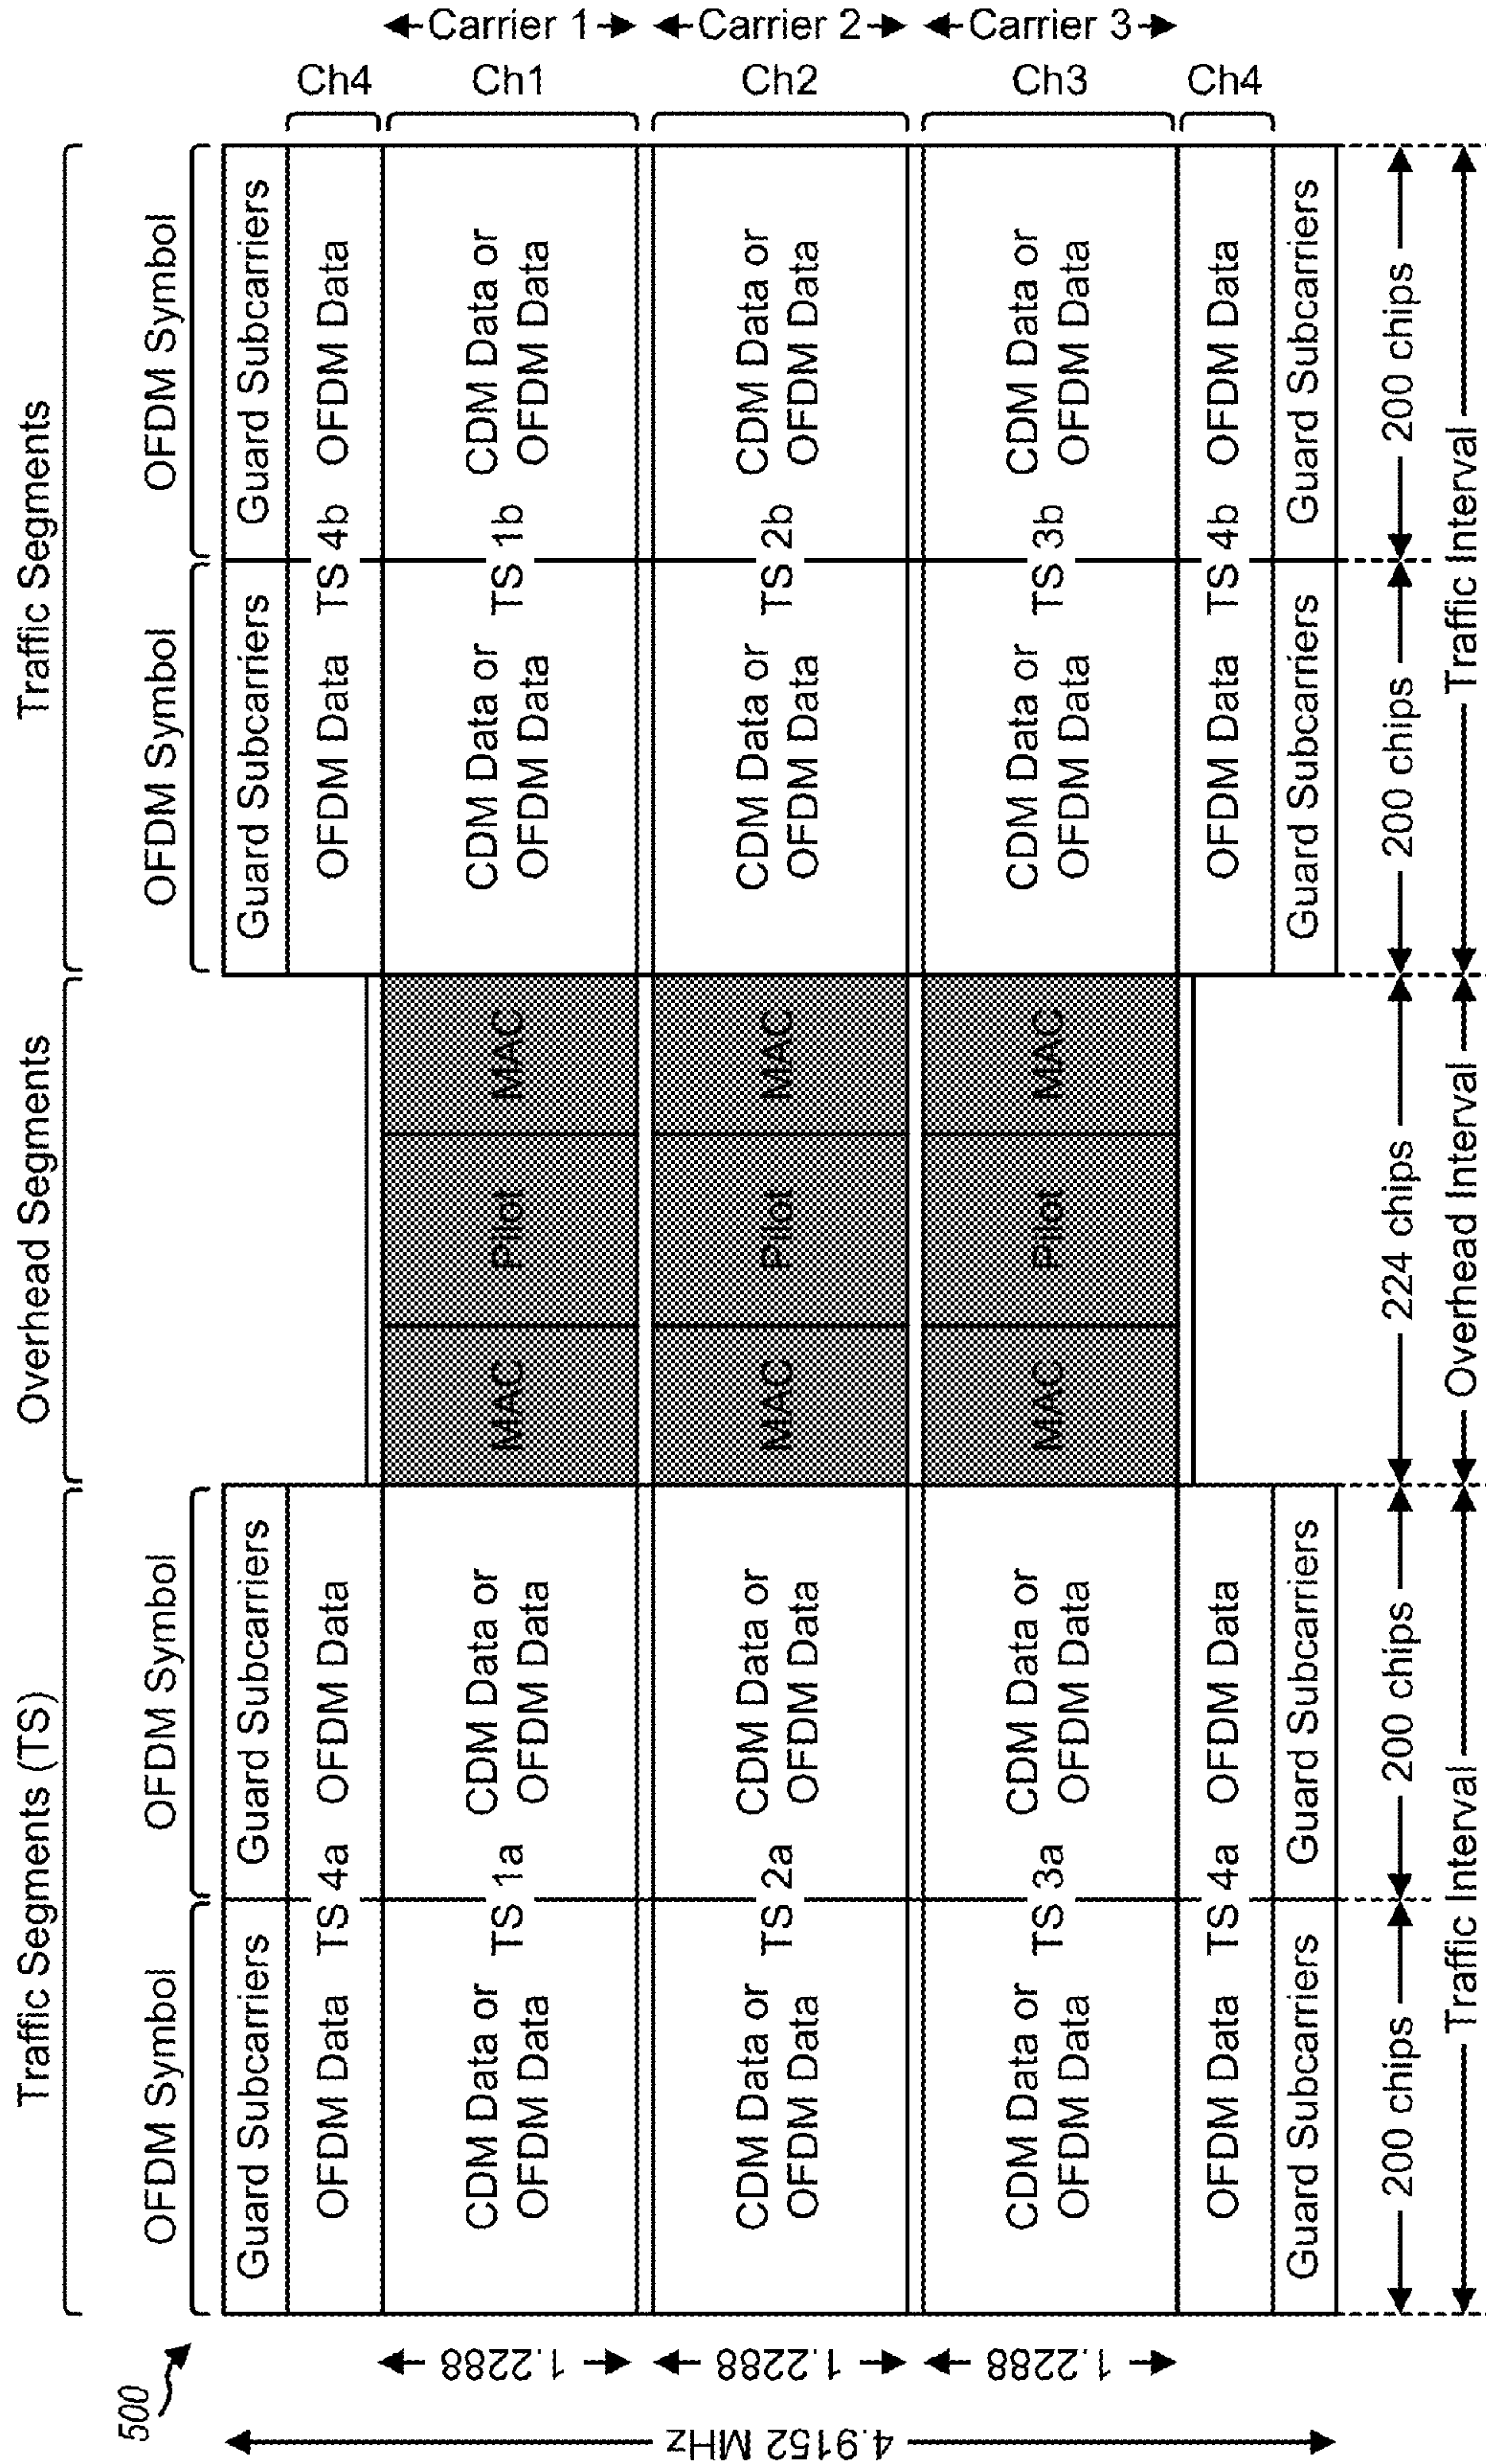 500
Traffic Segments (TS)
Overhead Segments
Traffic Segments
OFDM Symbol
OFDM Symbol
OFDM Symbol
OFDM Symbol
Guard Subcarriers
Guard Subcarriers
Guard Subcarriers
Guard Subcarriers
OFDM Data
TS 4a
OFDM Data
OFDM Data
TS 4b
OFDM Data
Ch4
CDM Data or
OFDM Data
TS 1a
CDM Data or
OFDM Data
MAC
Pilot
MAC
CDM Data or
OFDM Data
TS 1b
CDM Data or
OFDM Data
Ch1
Carrier 1
1.2288
CDM Data or
OFDM Data
TS 2a
CDM Data or
OFDM Data
MAC
Pilot
MAC
CDM Data or
OFDM Data
TS 2b
CDM Data or
OFDM Data
Ch2
Carrier 2
1.2288
CDM Data or
OFDM Data
TS 3a
CDM Data or
OFDM Data
MAC
Pilot
MAC
CDM Data or
OFDM Data
TS 3b
CDM Data or
OFDM Data
Ch3
Carrier 3
1.2288
4.9152 MHz
OFDM Data
TS 4a
OFDM Data
OFDM Data
TS 4b
OFDM Data
Ch4
Guard Subcarriers
Guard Subcarriers
Guard Subcarriers
Guard Subcarriers
200 chips
200 chips
224 chips
200 chips
200 chips
Traffic Interval
Overhead Interval
Traffic Interval